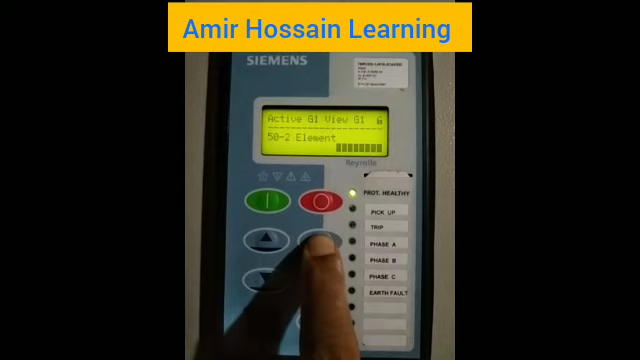 Amir Hossain Learning
SIEMENS
Active G1 View G1
50-2 Element
Reyrolle
PROT. HEALTHY
PICK UP
TRIP
PHASE A
PHASE B
PHASE C
EARTH FAULT